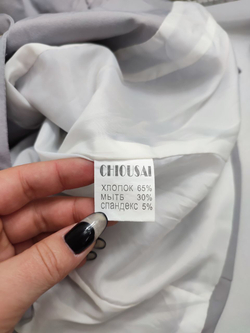 CHIOUSAI
ХЛОПОК 65%
МЫТЬ 30%
спандекс 5%